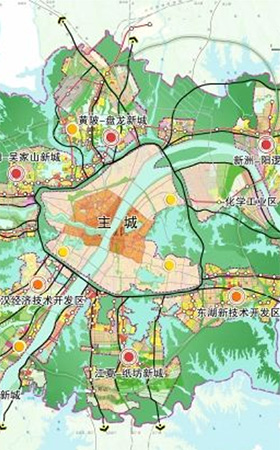 黄陂-盘龙新城
吴家山新城
新洲-阳逻
化学工业区
主城
汉经济技术开发区
东湖新技术开发区
江夏-纸坊新城
新城